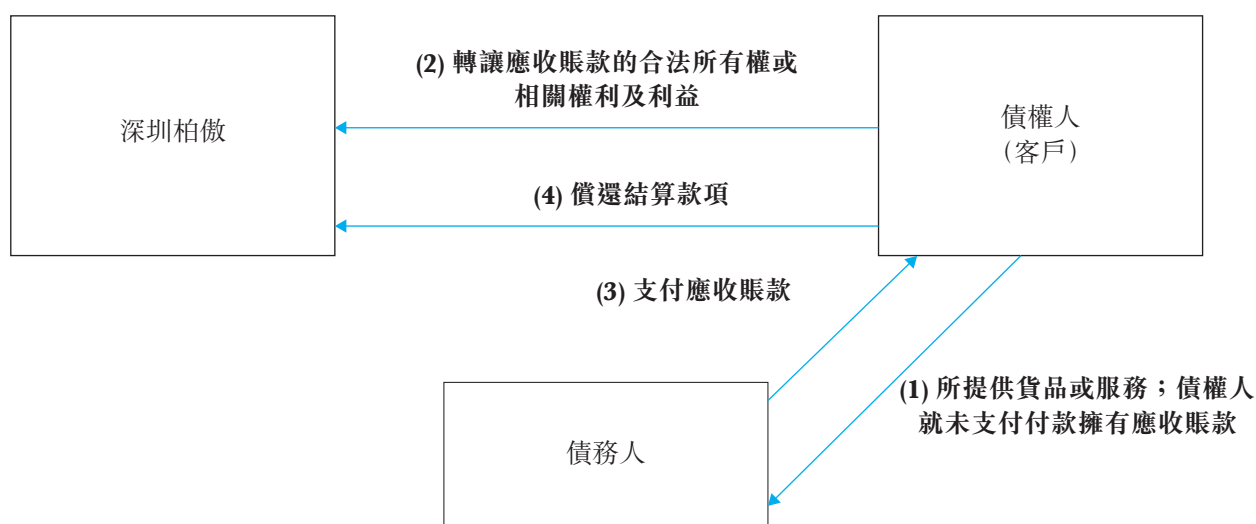 (2) 轉讓應收賬款的合法所有權或
相關權利及利益
深圳柏傲
債權人
（客戶）
(4) 償還結算款項
(3) 支付應收賬款
(1) 所提供貨品或服務；債權人
就未支付付款擁有應收賬款
債務人